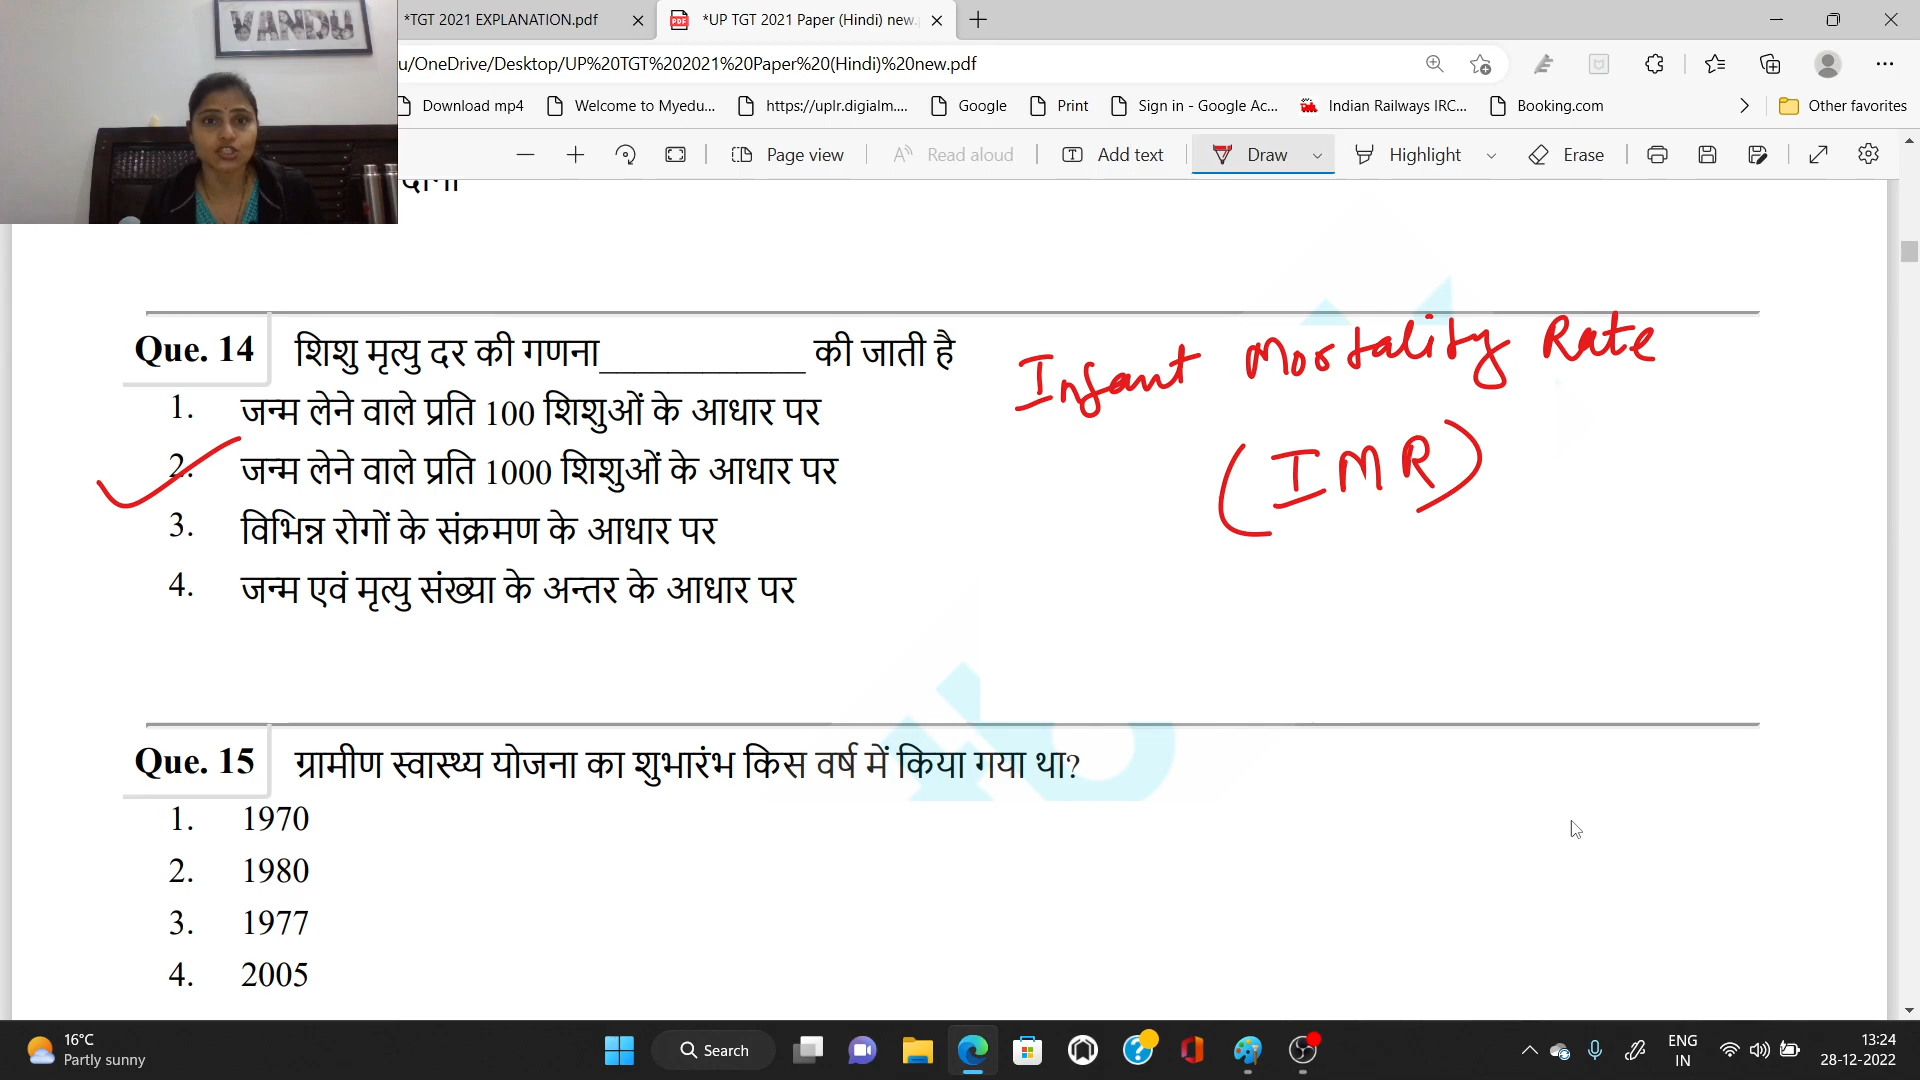 VANDU
*TGT 2021 EXPLANATION.pdf
*UP TGT 2021 Paper (Hindi) new.
u/OneDrive/Desktop/UP%20TGT%202021%20Paper%20(Hindi)%20new.pdf
Download mp4 Welcome to Myedu... https://uplr.digialm.... Google Print Sign in - Google Ac... Indian Railways IRC... Booking.com Other favorites
Page view Read aloud Add text Draw Highlight Erase
Que. 14 शिशु मृत्यु दर की गणना____________ की जाती है
Infant Mortality Rate
(IMR)
1. जन्म लेने वाले प्रति 100 शिशुओं के आधार पर
2. जन्म लेने वाले प्रति 1000 शिशुओं के आधार पर
3. विभिन्न रोगों के संक्रमण के आधार पर
4. जन्म एवं मृत्यु संख्या के अन्तर के आधार पर
Que. 15 ग्रामीण स्वास्थ्य योजना का शुभारंभ किस वर्ष में किया गया था?
1. 1970
2. 1980
3. 1977
4. 2005
16°C
Partly sunny
Search
ENG
IN
13:24
28-12-2022